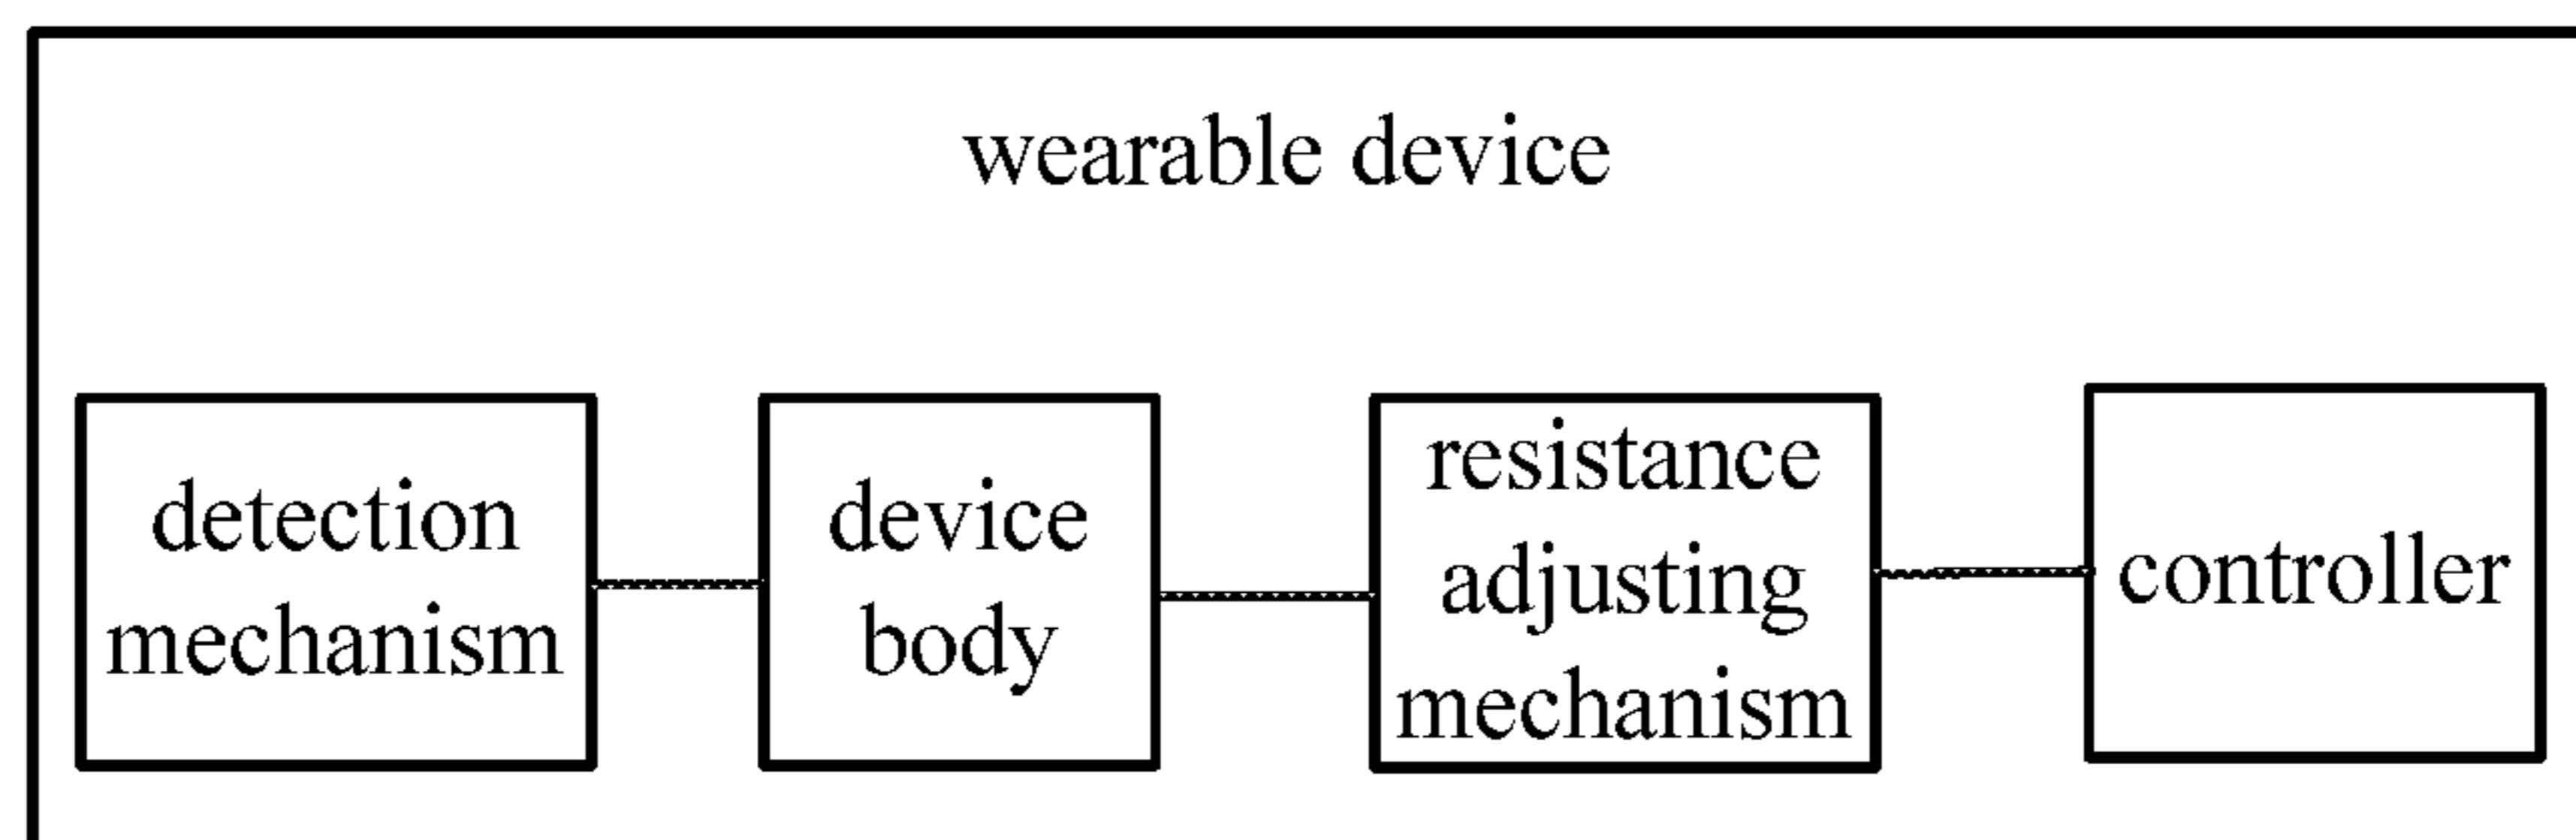 wearable device
detection
mechanism
device
body
resistance
adjusting
mechanism
controller